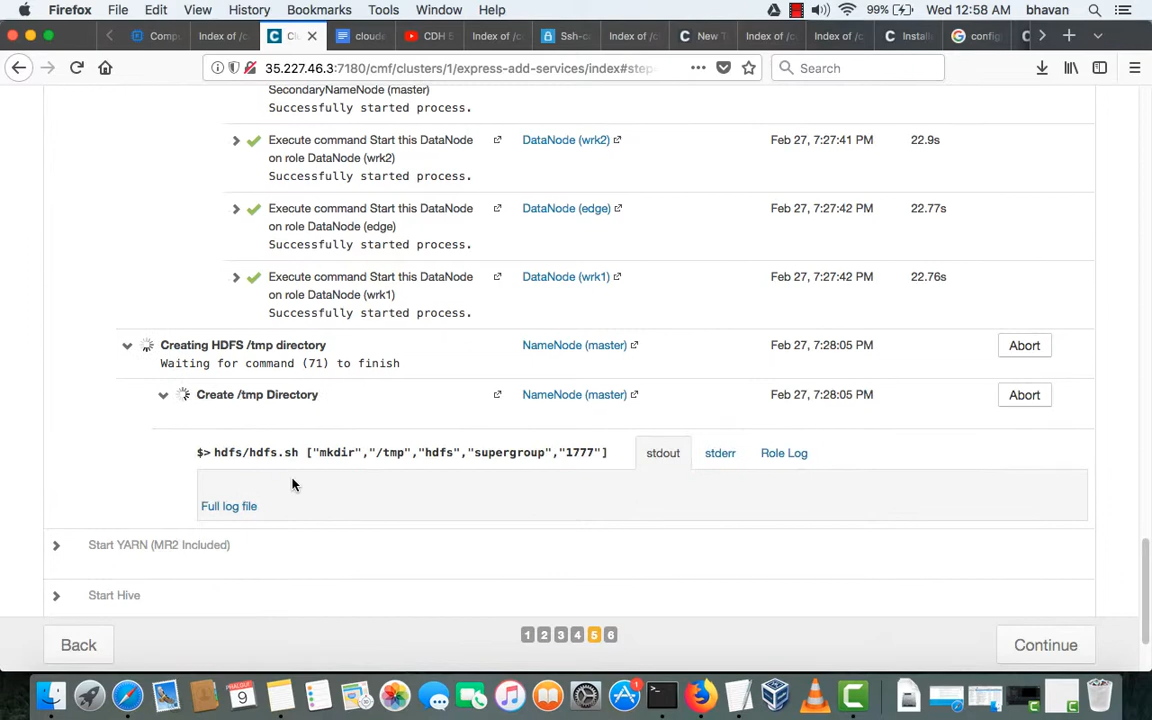 Firefox File Edit View History Bookmarks Tools Window Help 99% Wed 12:58 AM bhavan
Compu Index of /c Clu cloude CDH 5 Index of /c Ssh-c Index of /c New T Index of /c Index of /c Installe config
35.227.46.3:7180/cmf/clusters/1/express-add-services/index#step Search
SecondaryNameNode (master)
Successfully started process.
Execute command Start this DataNode DataNode (wrk2) Feb 27, 7:27:41 PM 22.9s
on role DataNode (wrk2)
Successfully started process.
Execute command Start this DataNode DataNode (edge) Feb 27, 7:27:42 PM 22.77s
on role DataNode (edge)
Successfully started process.
Execute command Start this DataNode DataNode (wrk1) Feb 27, 7:27:42 PM 22.76s
on role DataNode (wrk1)
Successfully started process.
Creating HDFS /tmp directory NameNode (master) Feb 27, 7:28:05 PM Abort
Waiting for command (71) to finish
Create /tmp Directory NameNode (master) Feb 27, 7:28:05 PM Abort
$> hdfs/hdfs.sh ["mkdir","/tmp","hdfs","supergroup","1777"] stdout stderr Role Log
Full log file
Start YARN (MR2 Included)
Start Hive
Back 1 2 3 4 5 6 Continue